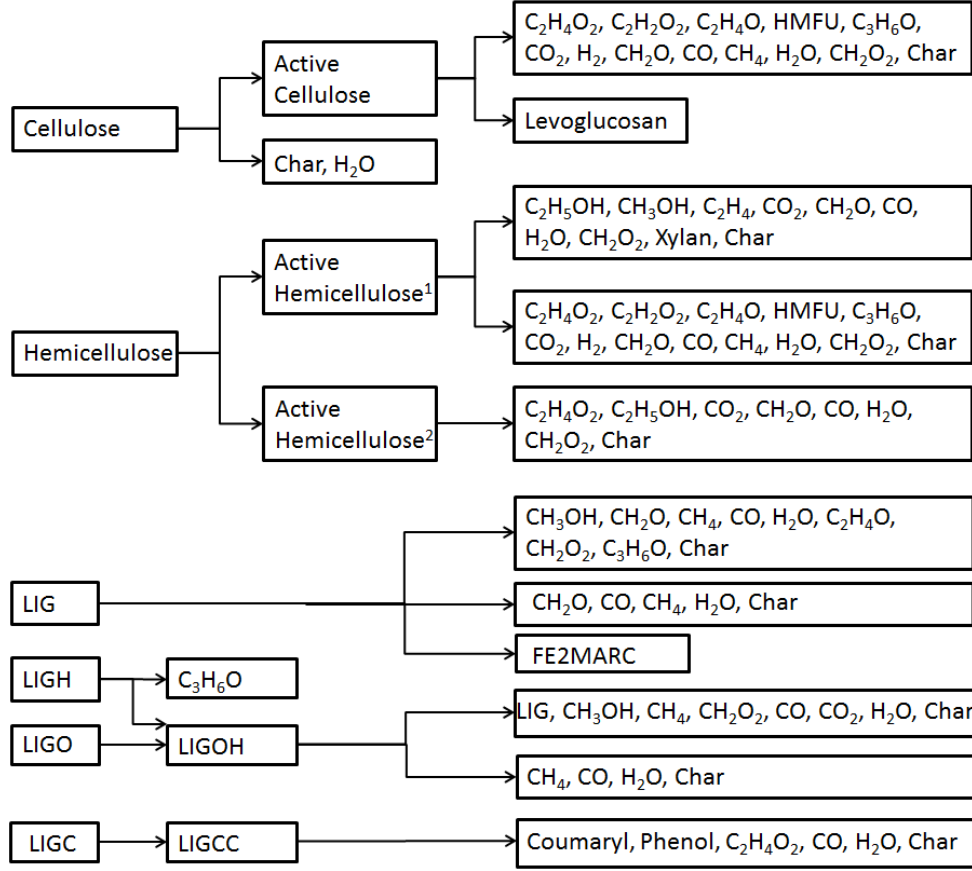 C₂H₄O₂, C₂H₂O₂, C₂H₄O, HMFU, C₃H₆O,
CO₂, H₂, CH₂O, CO, CH₄, H₂O, CH₂O₂, Char
Active
Cellulose
Cellulose
Levoglucosan
Char, H₂O
C₂H₅OH, CH₃OH, C₂H₄, CO₂, CH₂O, CO,
H₂O, CH₂O₂, Xylan, Char
Active
Hemicellulose¹
C₂H₄O₂, C₂H₂O₂, C₂H₄O, HMFU, C₃H₆O,
CO₂, H₂, CH₂O, CO, CH₄, H₂O, CH₂O₂, Char
Hemicellulose
Active
Hemicellulose²
C₂H₄O₂, C₂H₅OH, CO₂, CH₂O, CO, H₂O,
CH₂O₂, Char
CH₃OH, CH₂O, CH₄, CO, H₂O, C₂H₄O,
CH₂O₂, C₃H₆O, Char
LIG
CH₂O, CO, CH₄, H₂O, Char
FE2MARC
LIGH
C₃H₆O
LIG, CH₃OH, CH₄, CH₂O₂, CO, CO₂, H₂O, Char
LIGO
LIGOH
CH₄, CO, H₂O, Char
LIGC
LIGCC
Coumaryl, Phenol, C₂H₄O₂, CO, H₂O, Char